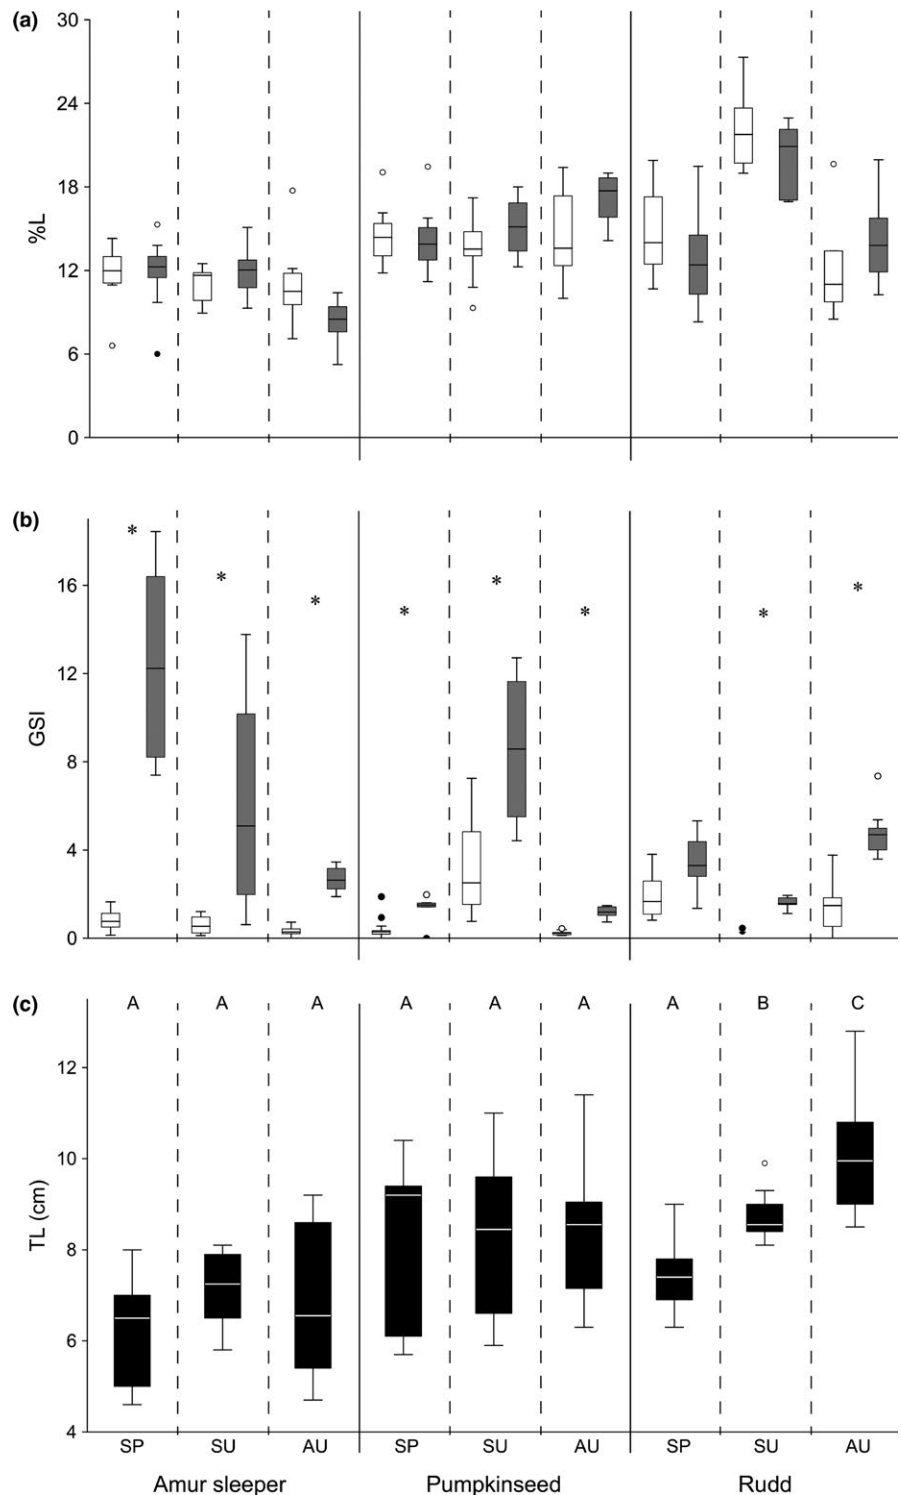 (a)
30
24
18
12
6
0
%L
(b)
16
12
8
4
0
GSI
* * * * * * * *
(c)
A A A A A A A B C
12
10
8
6
4
TL (cm)
SP SU AU SP SU AU SP SU AU
Amur sleeper Pumpkinseed Rudd